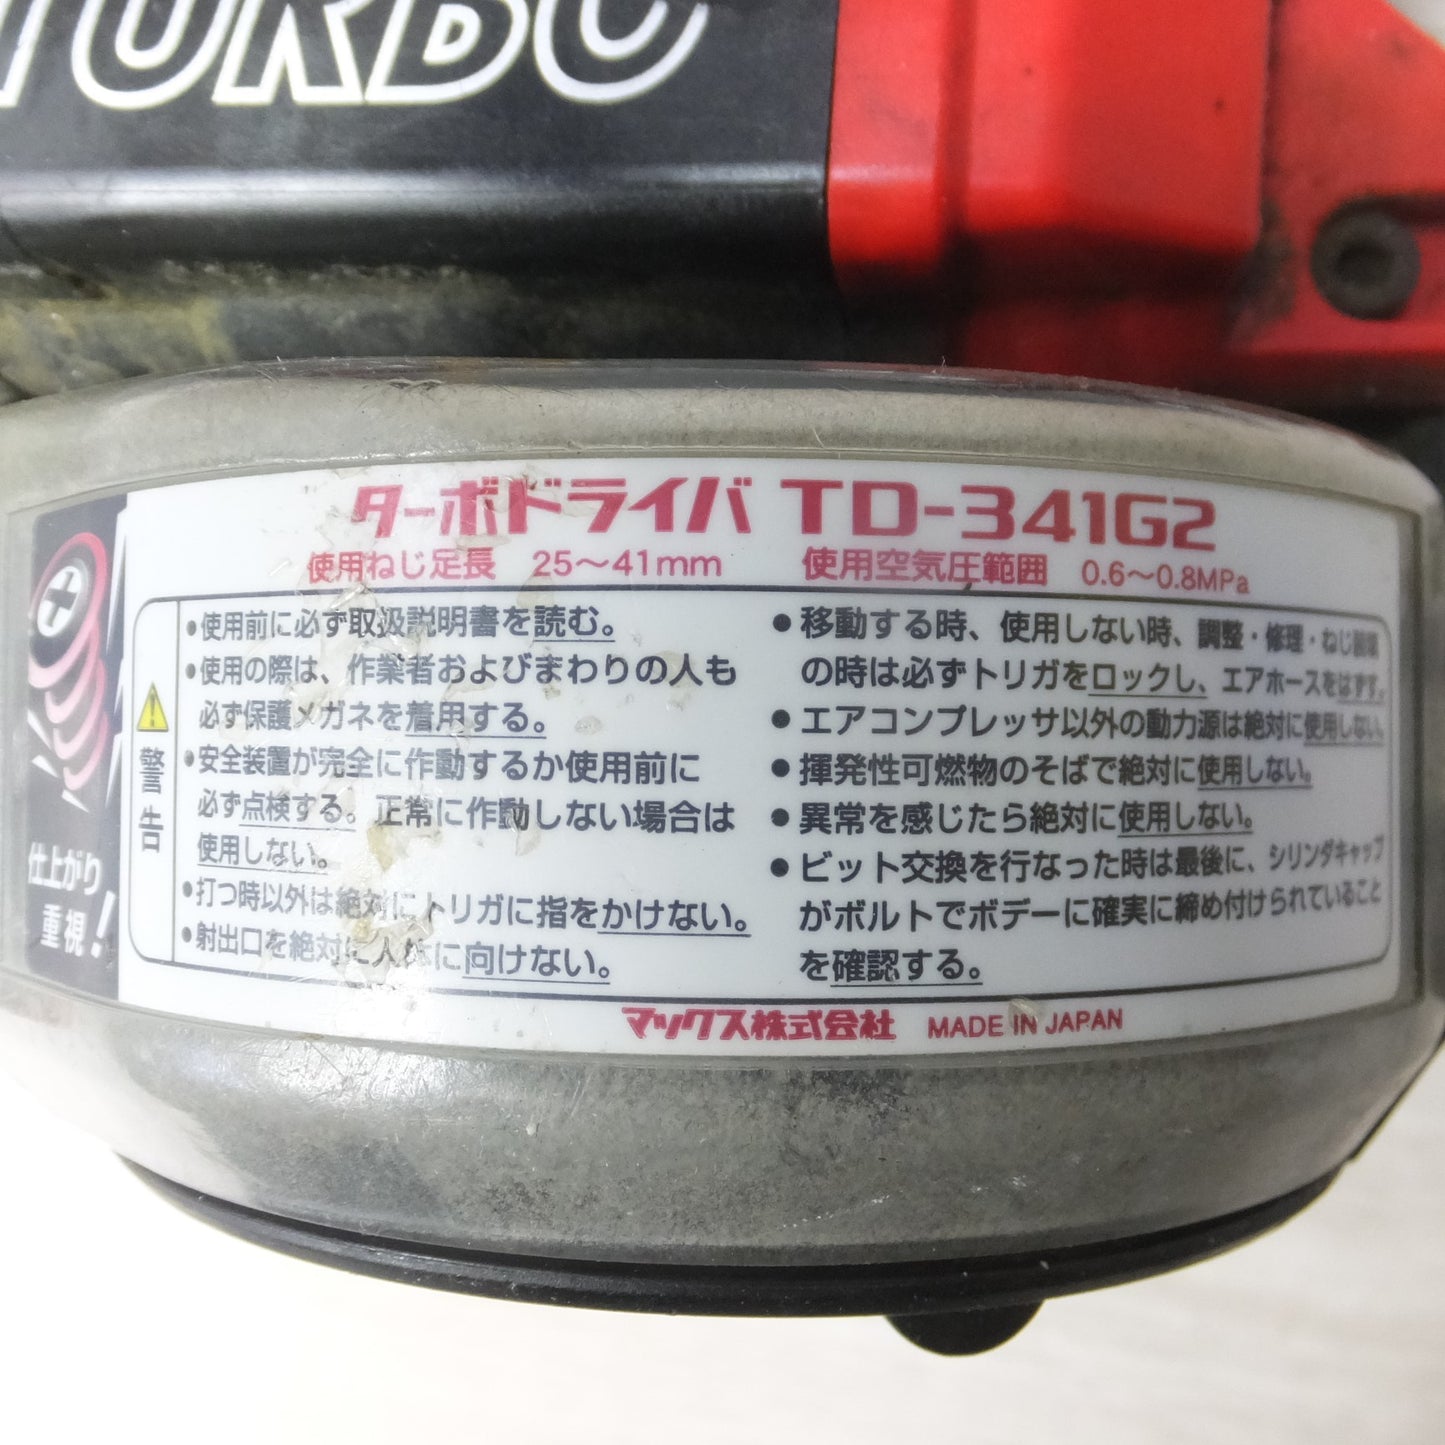 TURBO
ターボドライバ TD-341G2
使用ねじ足長 25～41mm 使用空気圧範囲 0.6～0.8MPa
仕上がり
重視!
警告
●使用前に必ず取扱説明書を読む。
●使用の際は、作業者およびまわりの人も
必ず保護メガネを着用する。
●安全装置が完全に作動するか使用前に
必ず点検する。正常に作動しない場合は
使用しない。
●打つ時以外は絶対にトリガに指をかけない。
●射出口を絶対に人体に向けない。
●移動する時、使用しない時、調整・修理・ねじ装填
の時は必ずトリガをロックし、エアホースをはずす。
●エアコンプレッサ以外の動力源は絶対に使用しない。
●揮発性可燃物のそばで絶対に使用しない。
●異常を感じたら絶対に使用しない。
●ビット交換を行なった時は最後に、シリンダキャップ
がボルトでボデーに確実に締め付けられていること
を確認する。
マックス株式会社 MADE IN JAPAN